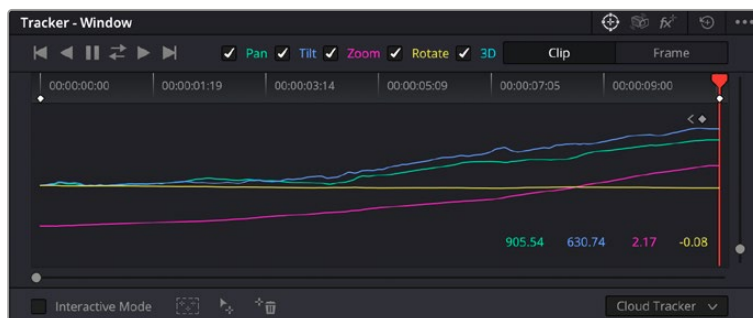 Tracker - Window
Pan Tilt Zoom Rotate 3D Clip Frame
00:00:00:00 00:00:01:19 00:00:03:14 00:00:05:09 00:00:07:05 00:00:09:00
905.54 630.74 2.17 -0.08
Interactive Mode Cloud Tracker